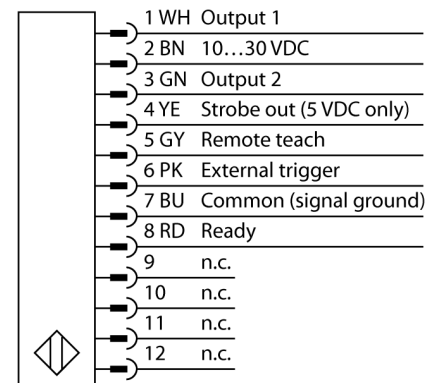 1 WH Output 1
2 BN 10…30 VDC
3 GN Output 2
4 YE Strobe out (5 VDC only)
5 GY Remote teach
6 PK External trigger
7 BU Common (signal ground)
8 RD Ready
9 n.c.
10 n.c.
11 n.c.
12 n.c.